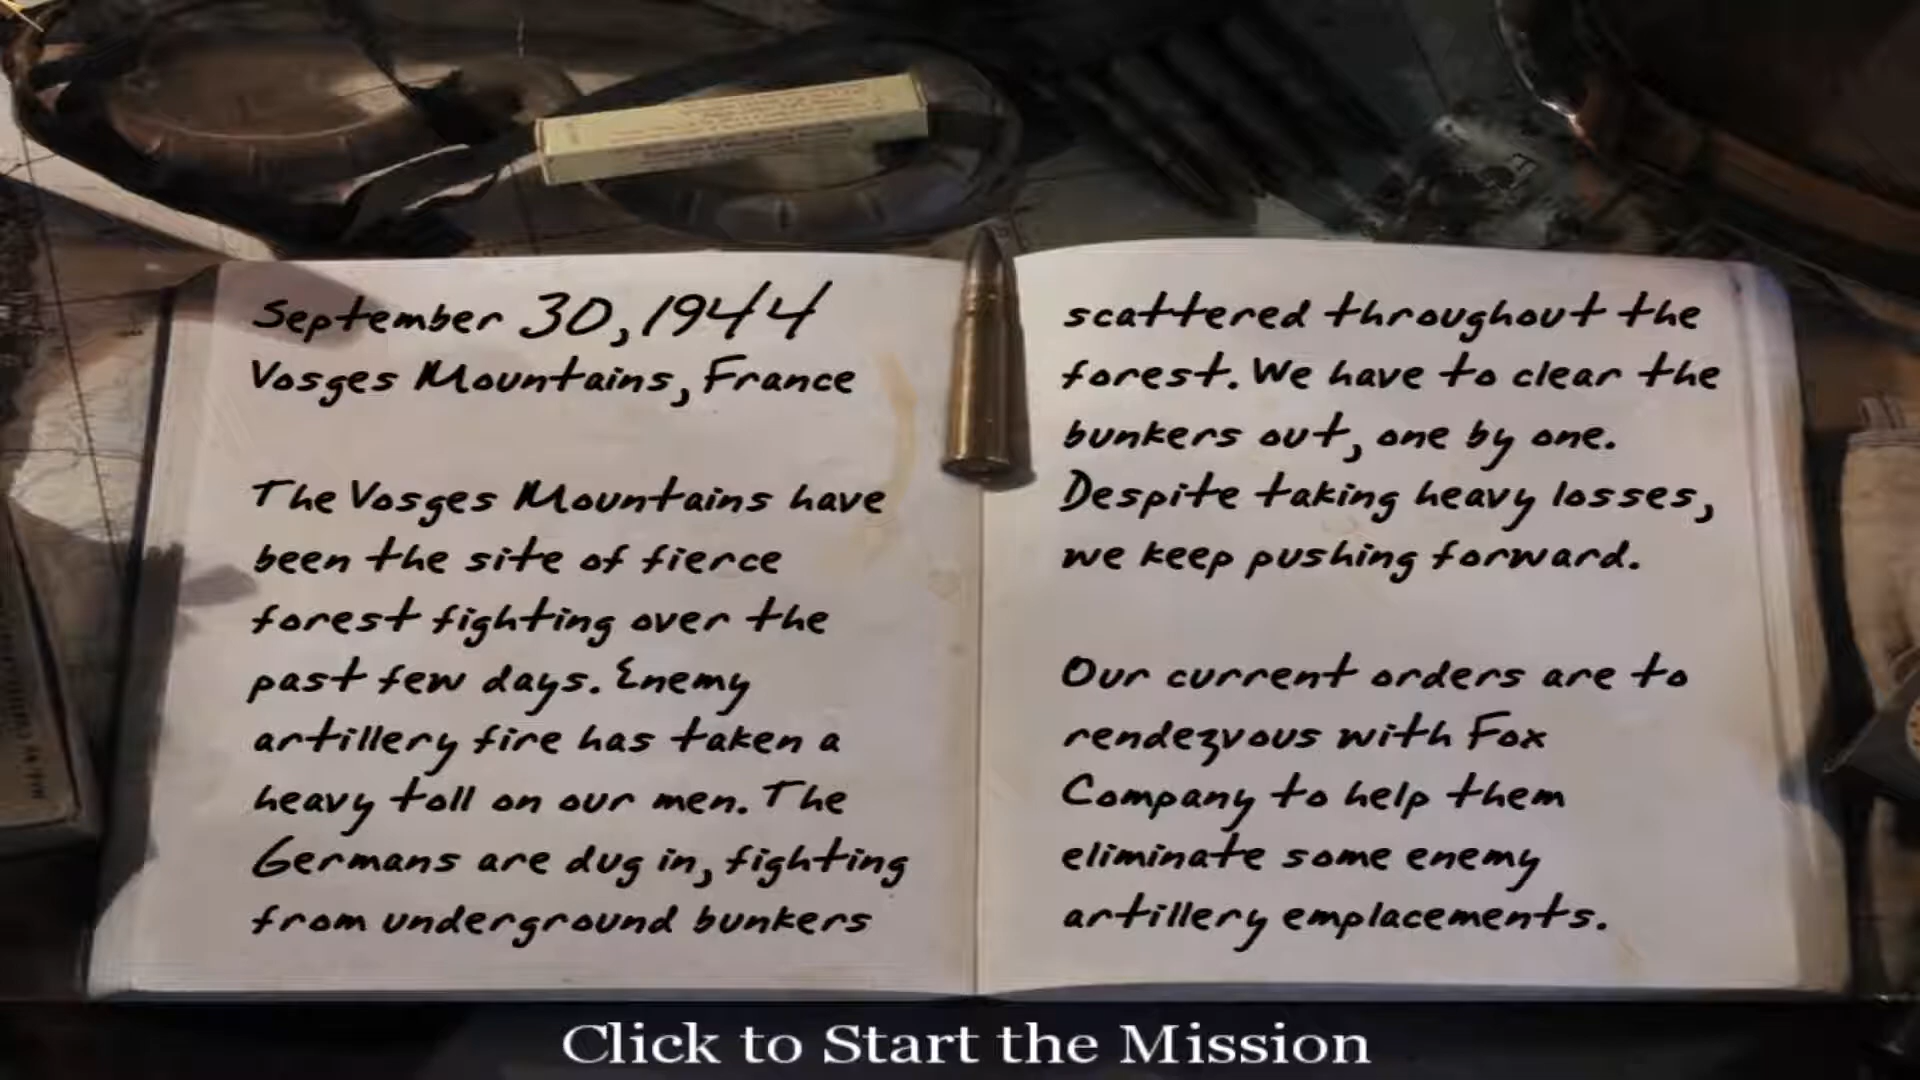 September 30, 1944
Vosges Mountains, France
The Vosges Mountains have
been the site of fierce
forest fighting over the
past few days. Enemy
artillery fire has taken a
heavy toll on our men. The
Germans are dug in, fighting
from underground bunkers
scattered throughout the
forest. We have to clear the
bunkers out, one by one.
Despite taking heavy losses,
we keep pushing forward.
Our current orders are to
rendezvous with Fox
Company to help them
eliminate some enemy
artillery emplacements.
Click to Start the Mission